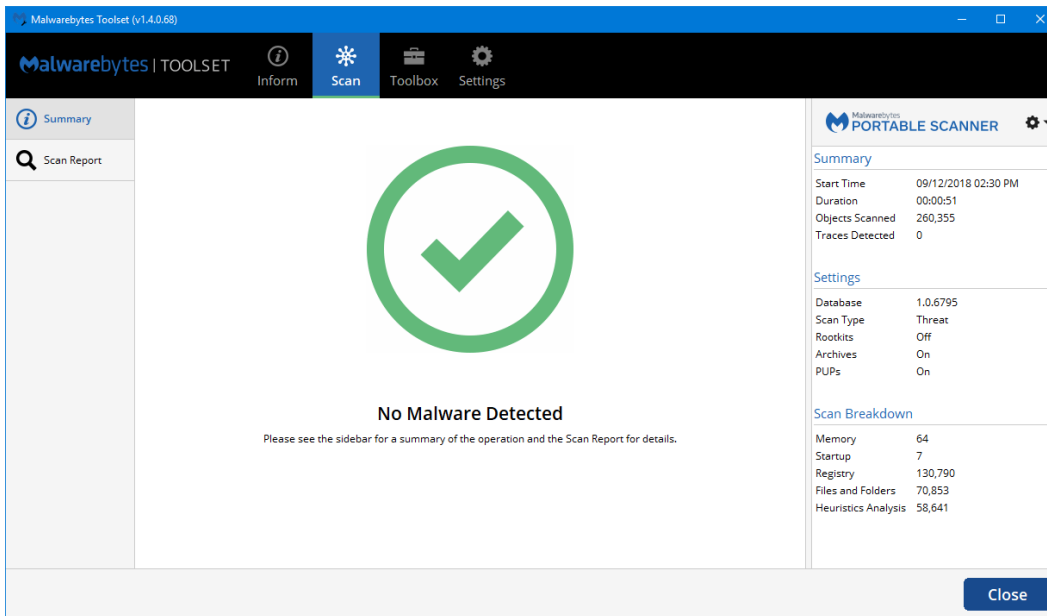 Malwarebytes Toolset (v1.4.0.68)
Malwarebytes | TOOLSET
Inform
Scan
Toolbox
Settings
Summary
Scan Report
No Malware Detected
Please see the sidebar for a summary of the operation and the Scan Report for details.
Malwarebytes
PORTABLE SCANNER
Summary
Start Time 09/12/2018 02:30 PM
Duration 00:00:51
Objects Scanned 260,355
Traces Detected 0
Settings
Database 1.0.6795
Scan Type Threat
Rootkits Off
Archives On
PUPs On
Scan Breakdown
Memory 64
Startup 7
Registry 130,790
Files and Folders 70,853
Heuristics Analysis 58,641
Close